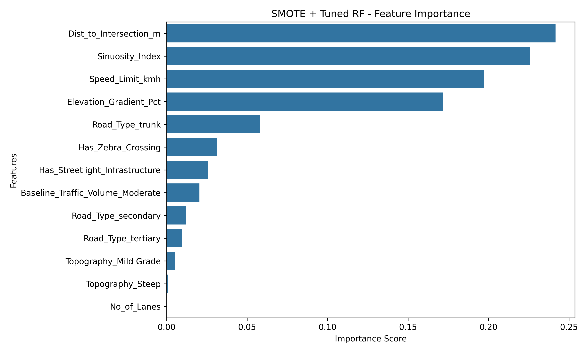 SMOTE + Tuned RF - Feature Importance
Dist_to_Intersection_m
Sinuosity_Index
Speed_Limit_kmh
Elevation_Gradient_Pct
Road_Type_trunk
Has_Zebra_Crossing
Has_Streetlight_Infrastructure
Baseline_Traffic_Volume_Moderate
Road_Type_secondary
Road_Type_tertiary
Topography_Mild Grade
Topography_Steep
No_of_Lanes
Features
0.00 0.05 0.10 0.15 0.20 0.25
Importance Score